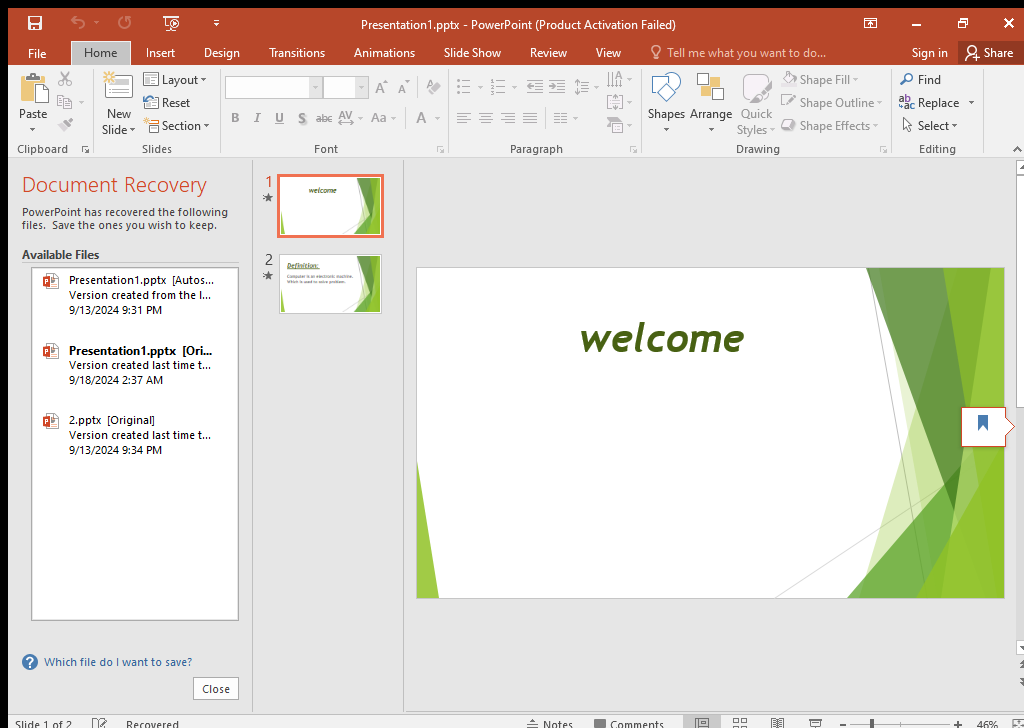 Presentation1.pptx - PowerPoint (Product Activation Failed)
File Home Insert Design Transitions Animations Slide Show Review View Tell me what you want to do... Sign in Share
Paste
Clipboard
New
Slide
Layout
Reset
Section
Slides
B I U S abc AV Aa A
A A
Font
Paragraph
Shapes Arrange Quick
Styles
Shape Fill
Shape Outline
Shape Effects
Drawing
Find
Replace
Select
Editing
Document Recovery
PowerPoint has recovered the following
files. Save the ones you wish to keep.
Available Files
Presentation1.pptx [Autos...
Version created from the l...
9/13/2024 9:31 PM
Presentation1.pptx [Ori...
Version created last time t...
9/18/2024 2:37 AM
2.pptx [Original]
Version created last time t...
9/13/2024 9:34 PM
Which file do I want to save?
Close
1
welcome
2
Definition:
Computer is an electronic machine.
Which is used to solve problem.
welcome
Slide 1 of 2 Recovered Notes Comments 46%